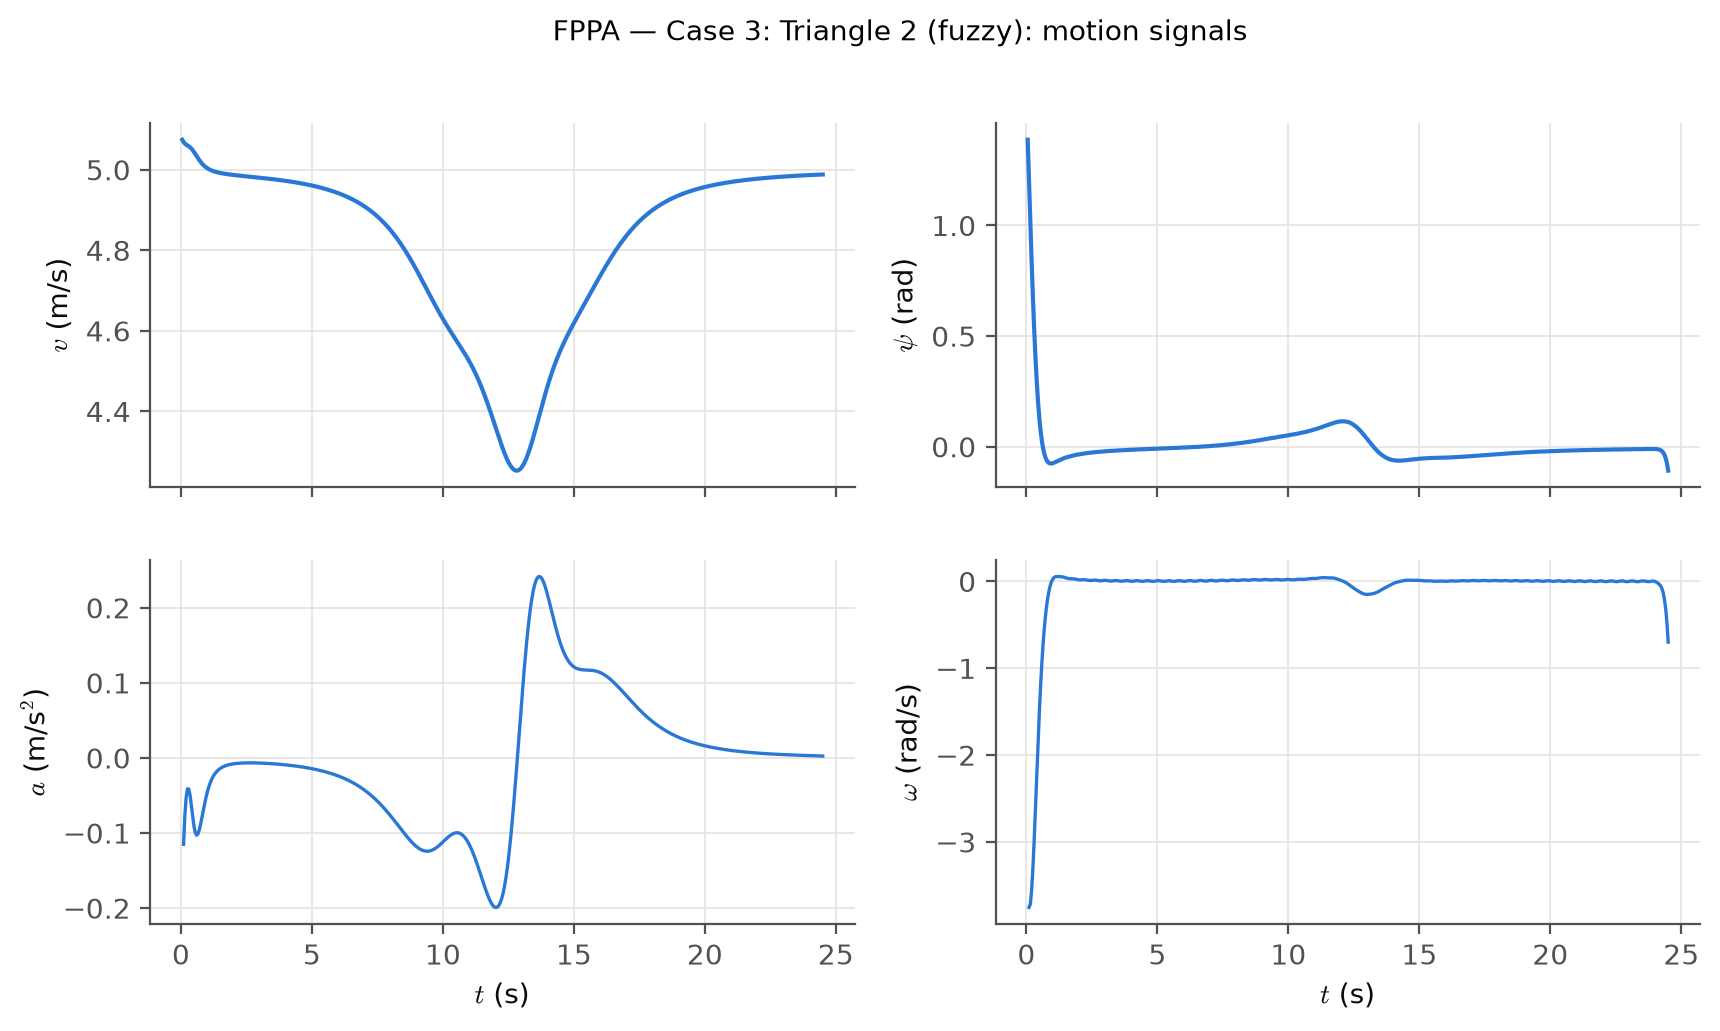 FPPA — Case 3: Triangle 2 (fuzzy): motion signals
5.0
4.8
4.6
4.4
v (m/s)
1.0
0.5
0.0
ψ (rad)
0.2
0.1
0.0
−0.1
−0.2
a (m/s²)
0 5 10 15 20 25
t (s)
0
−1
−2
−3
ω (rad/s)
0 5 10 15 20 25
t (s)